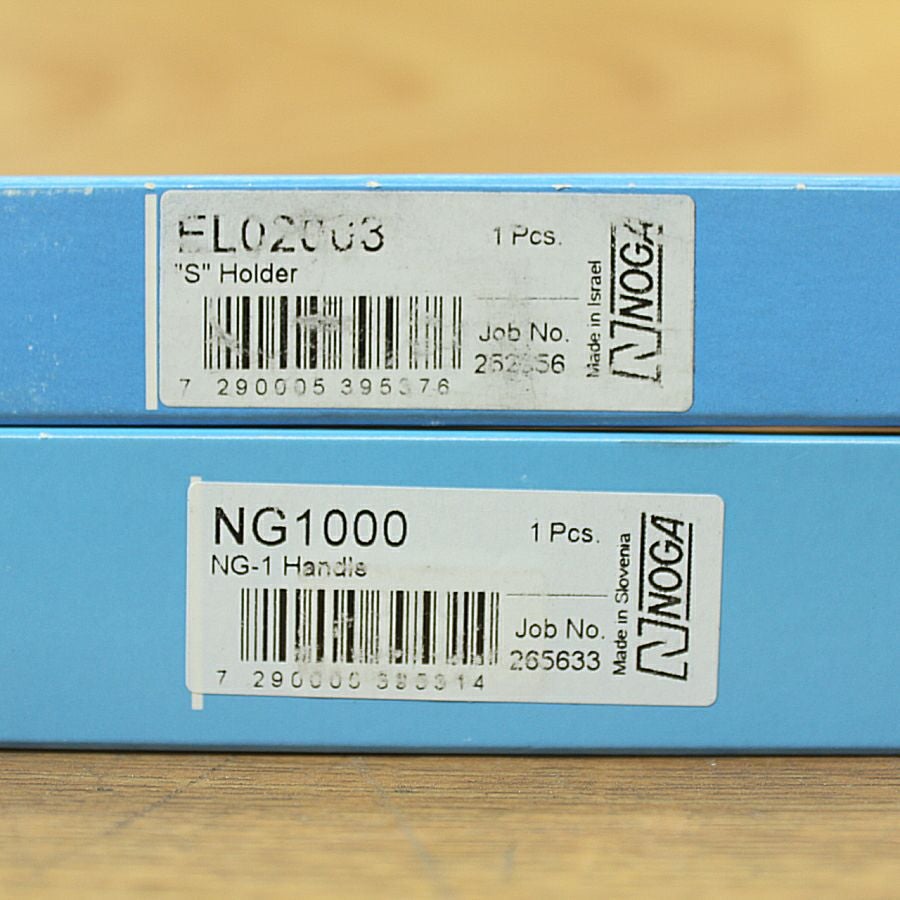 EL02003
1 Pcs.
"S" Holder
Job No.
7 290005 395376
Made in Israel
NOGA
NG1000
1 Pcs.
NG-1 Handle
Job No.
265633
7
Made in Slovenia
NOGA